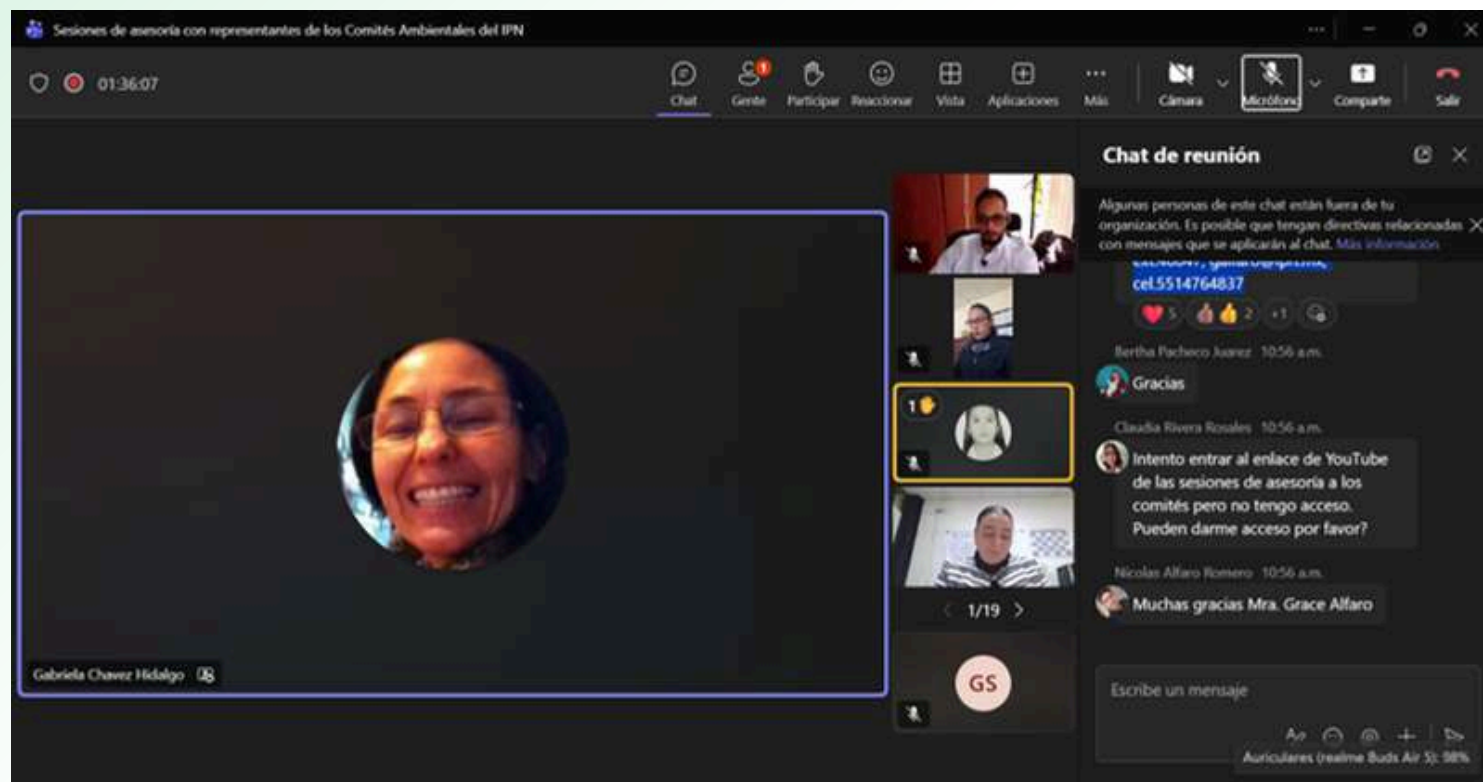 Sesiones de asesoría con representantes de los Comités Ambientales del IPN
01:36:07
Chat
Gente
1
Participar
Reaccionar
Vista
Aplicaciones
Más
Cámara
Micrófono
Comparte
Salir
Gabriela Chavez Hidalgo
1
1/19
GS
Chat de reunión
Algunas personas de este chat están fuera de tu
organización. Es posible que tengan directivas relacionadas
con mensajes que se aplicarán al chat. Más información
cel.5514764837
5
2
+1
Bertha Pacheco Juarez 10:56 a.m.
Gracias
Claudia Rivera Rosales 10:56 a.m.
Intento entrar al enlace de YouTube
de las sesiones de asesoría a los
comités pero no tengo acceso.
Pueden darme acceso por favor?
Nicolas Alfaro Romero 10:56 a.m.
Muchas gracias Mra. Grace Alfaro
Escribe un mensaje
Auriculares (realme Buds Air 5): 98%